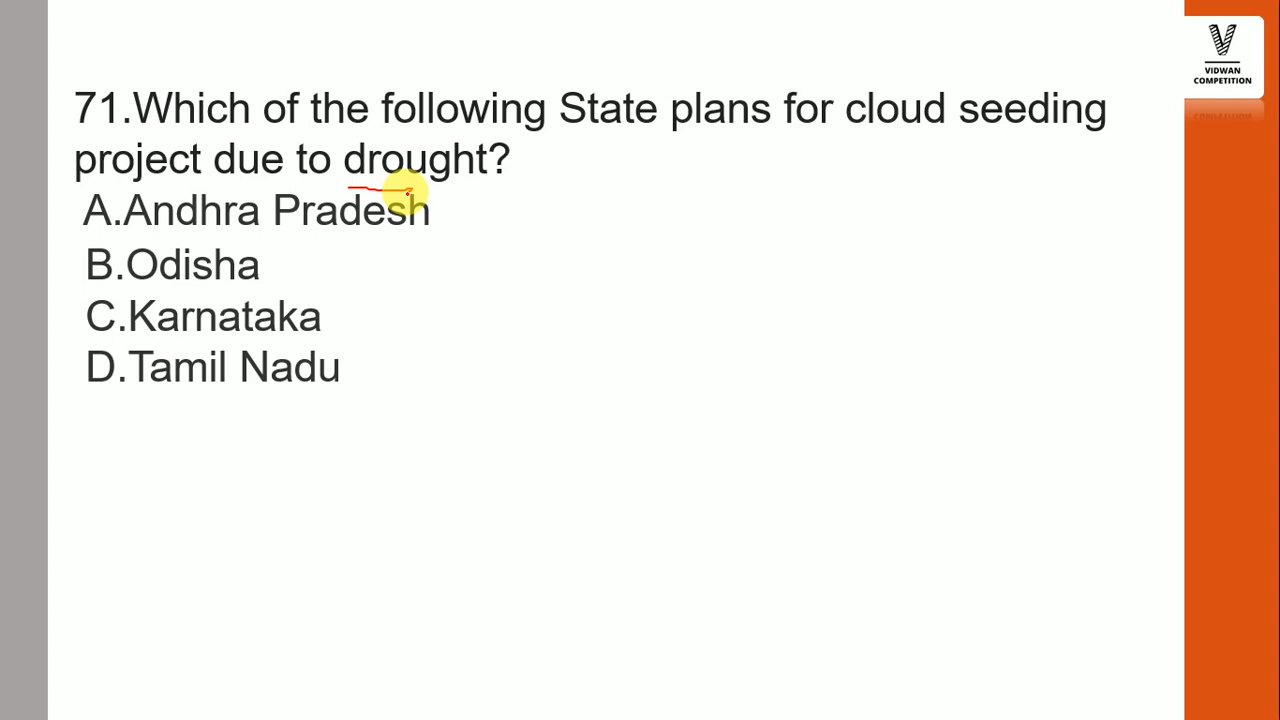 71.Which of the following State plans for cloud seeding
project due to drought?
A.Andhra Pradesh
B.Odisha
C.Karnataka
D.Tamil Nadu
V
VIDWAN
COMPETITION